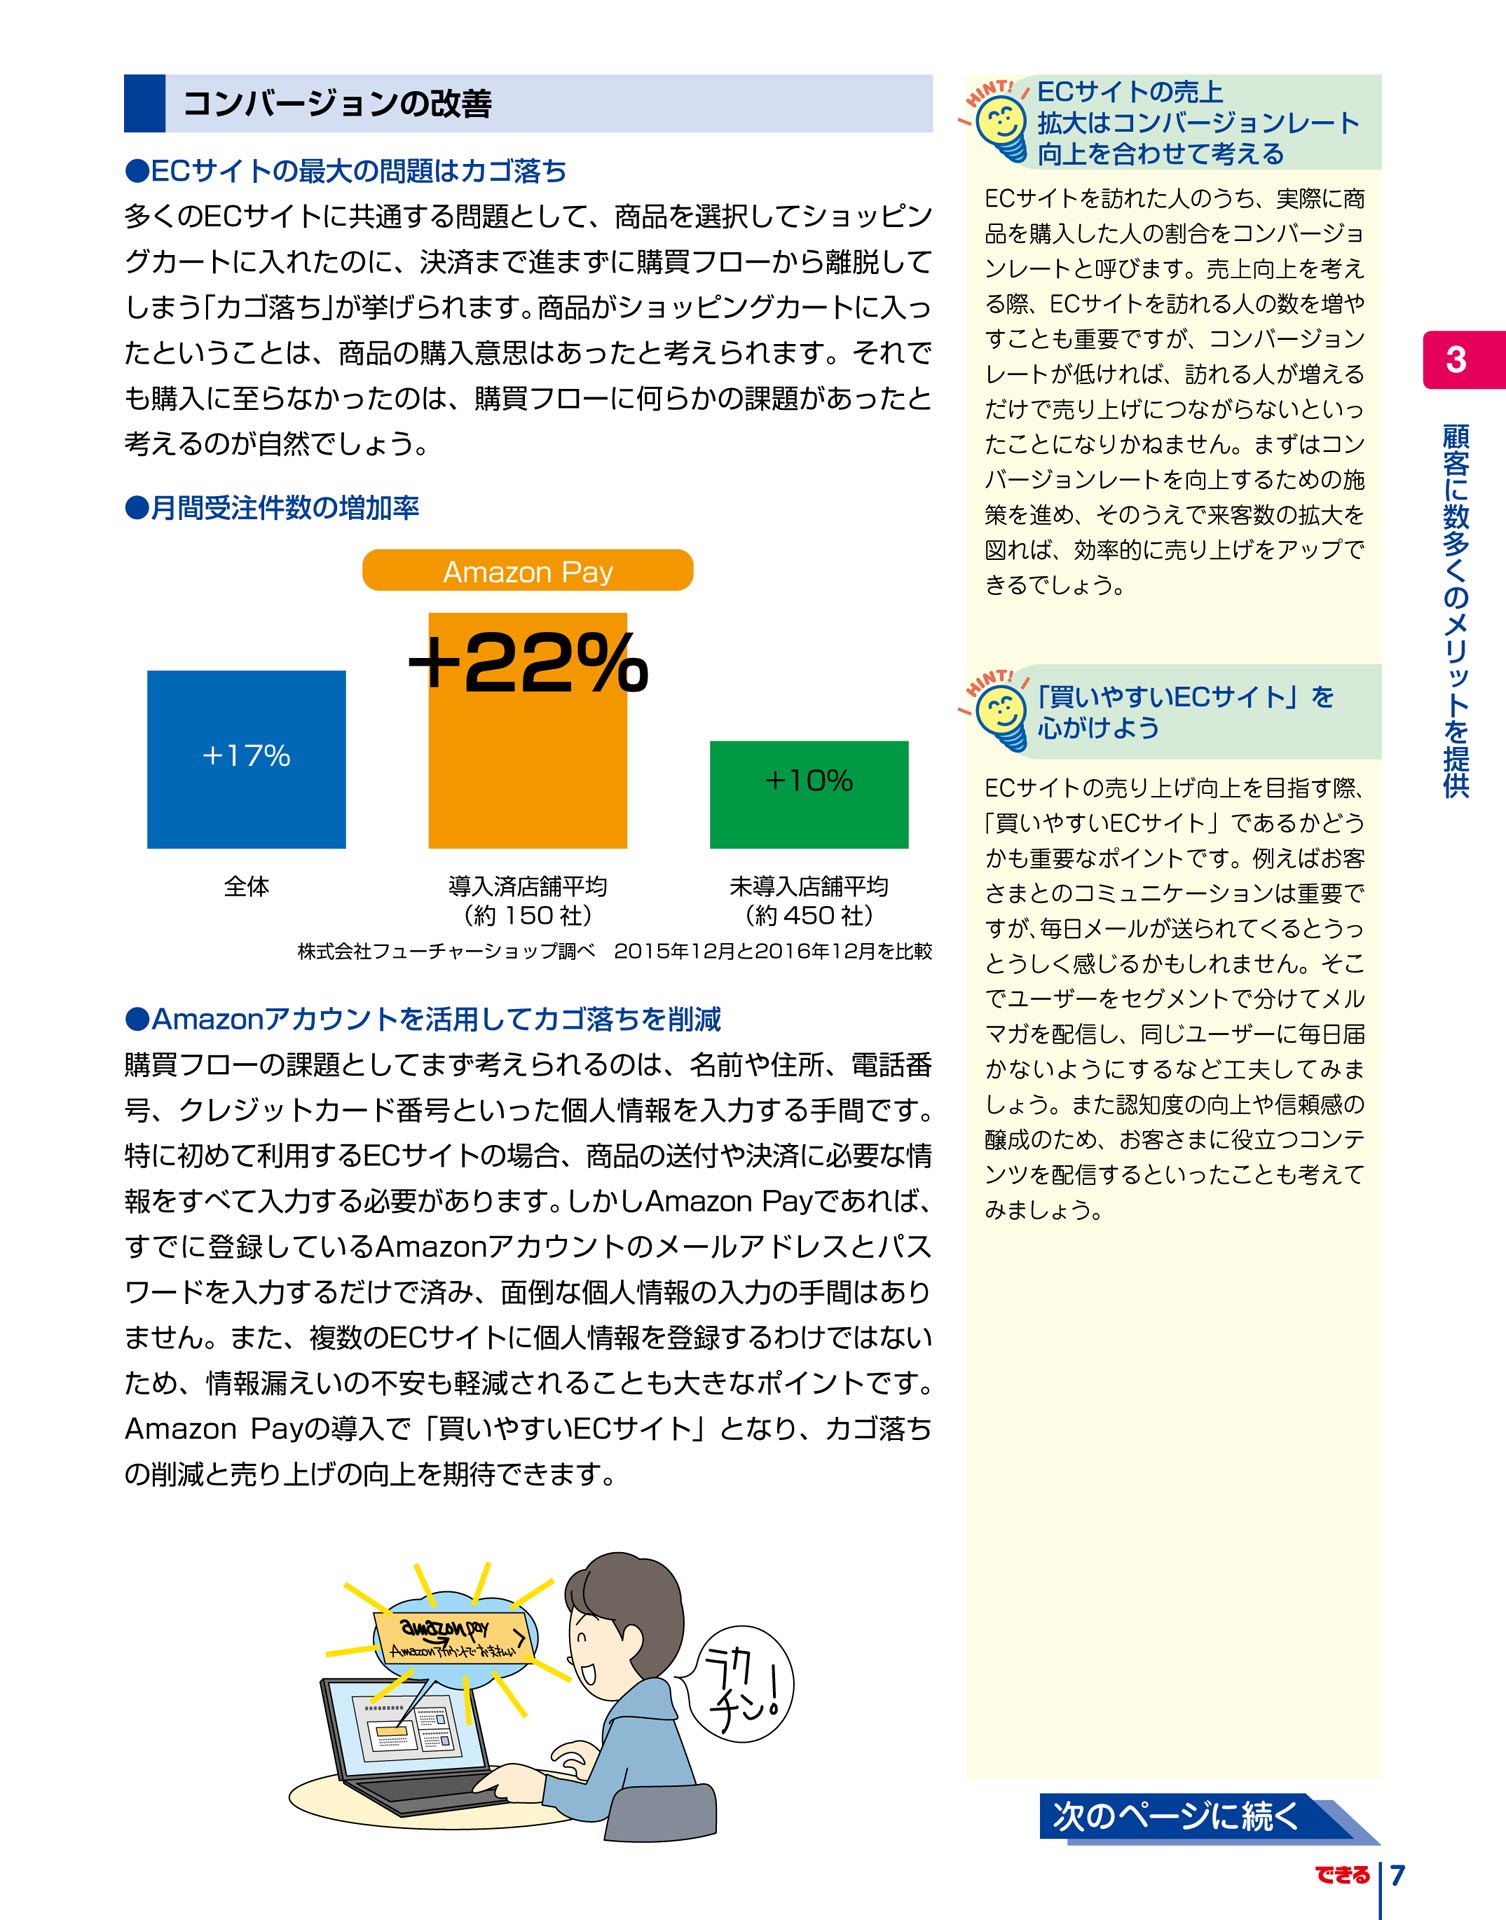 コンバージョンの改善
●ECサイトの最大の問題はカゴ落ち
多くのECサイトに共通する問題として、商品を選択してショッピン
グカートに入れたのに、決済まで進まずに購買フローから離脱して
しまう「カゴ落ち」が挙げられます。商品がショッピングカートに入っ
たということは、商品の購入意思はあったと考えられます。それで
も購入に至らなかったのは、購買フローに何らかの課題があったと
考えるのが自然でしょう。
●月間受注件数の増加率
Amazon Pay
+17%
+22%
+10%
全体
導入済店舗平均
（約 150 社）
未導入店舗平均
（約 450 社）
株式会社フューチャーショップ調べ　2015年12月と2016年12月を比較
●Amazonアカウントを活用してカゴ落ちを削減
購買フローの課題としてまず考えられるのは、名前や住所、電話番
号、クレジットカード番号といった個人情報を入力する手間です。
特に初めて利用するECサイトの場合、商品の送付や決済に必要な情
報をすべて入力する必要があります。しかしAmazon Payであれば、
すでに登録しているAmazonアカウントのメールアドレスとパス
ワードを入力するだけで済み、面倒な個人情報の入力の手間はあり
ません。また、複数のECサイトに個人情報を登録するわけではない
ため、情報漏えいの不安も軽減されることも大きなポイントです。
Amazon Payの導入で「買いやすいECサイト」となり、カゴ落ち
の削減と売り上げの向上を期待できます。
amazon pay
Amazonアカウントでお支払い
ラク
チン！
HINT!
ECサイトの売上
拡大はコンバージョンレート
向上を合わせて考える
ECサイトを訪れた人のうち、実際に商
品を購入した人の割合をコンバージョ
ンレートと呼びます。売上向上を考え
る際、ECサイトを訪れる人の数を増や
すことも重要ですが、コンバージョン
レートが低ければ、訪れる人が増える
だけで売り上げにつながらないといっ
たことになりかねません。まずはコン
バージョンレートを向上するための施
策を進め、そのうえで来客数の拡大を
図れば、効率的に売り上げをアップで
きるでしょう。
HINT!
「買いやすいECサイト」を
心がけよう
ECサイトの売り上げ向上を目指す際、
「買いやすいECサイト」であるかどう
かも重要なポイントです。例えばお客
さまとのコミュニケーションは重要で
すが、毎日メールが送られてくるとうっ
とうしく感じるかもしれません。そこ
でユーザーをセグメントで分けてメル
マガを配信し、同じユーザーに毎日届
かないようにするなど工夫してみま
しょう。また認知度の向上や信頼感の
醸成のため、お客さまに役立つコンテ
ンツを配信するといったことも考えて
みましょう。
3
顧客に数多くのメリットを提供
次のページに続く
できる
7